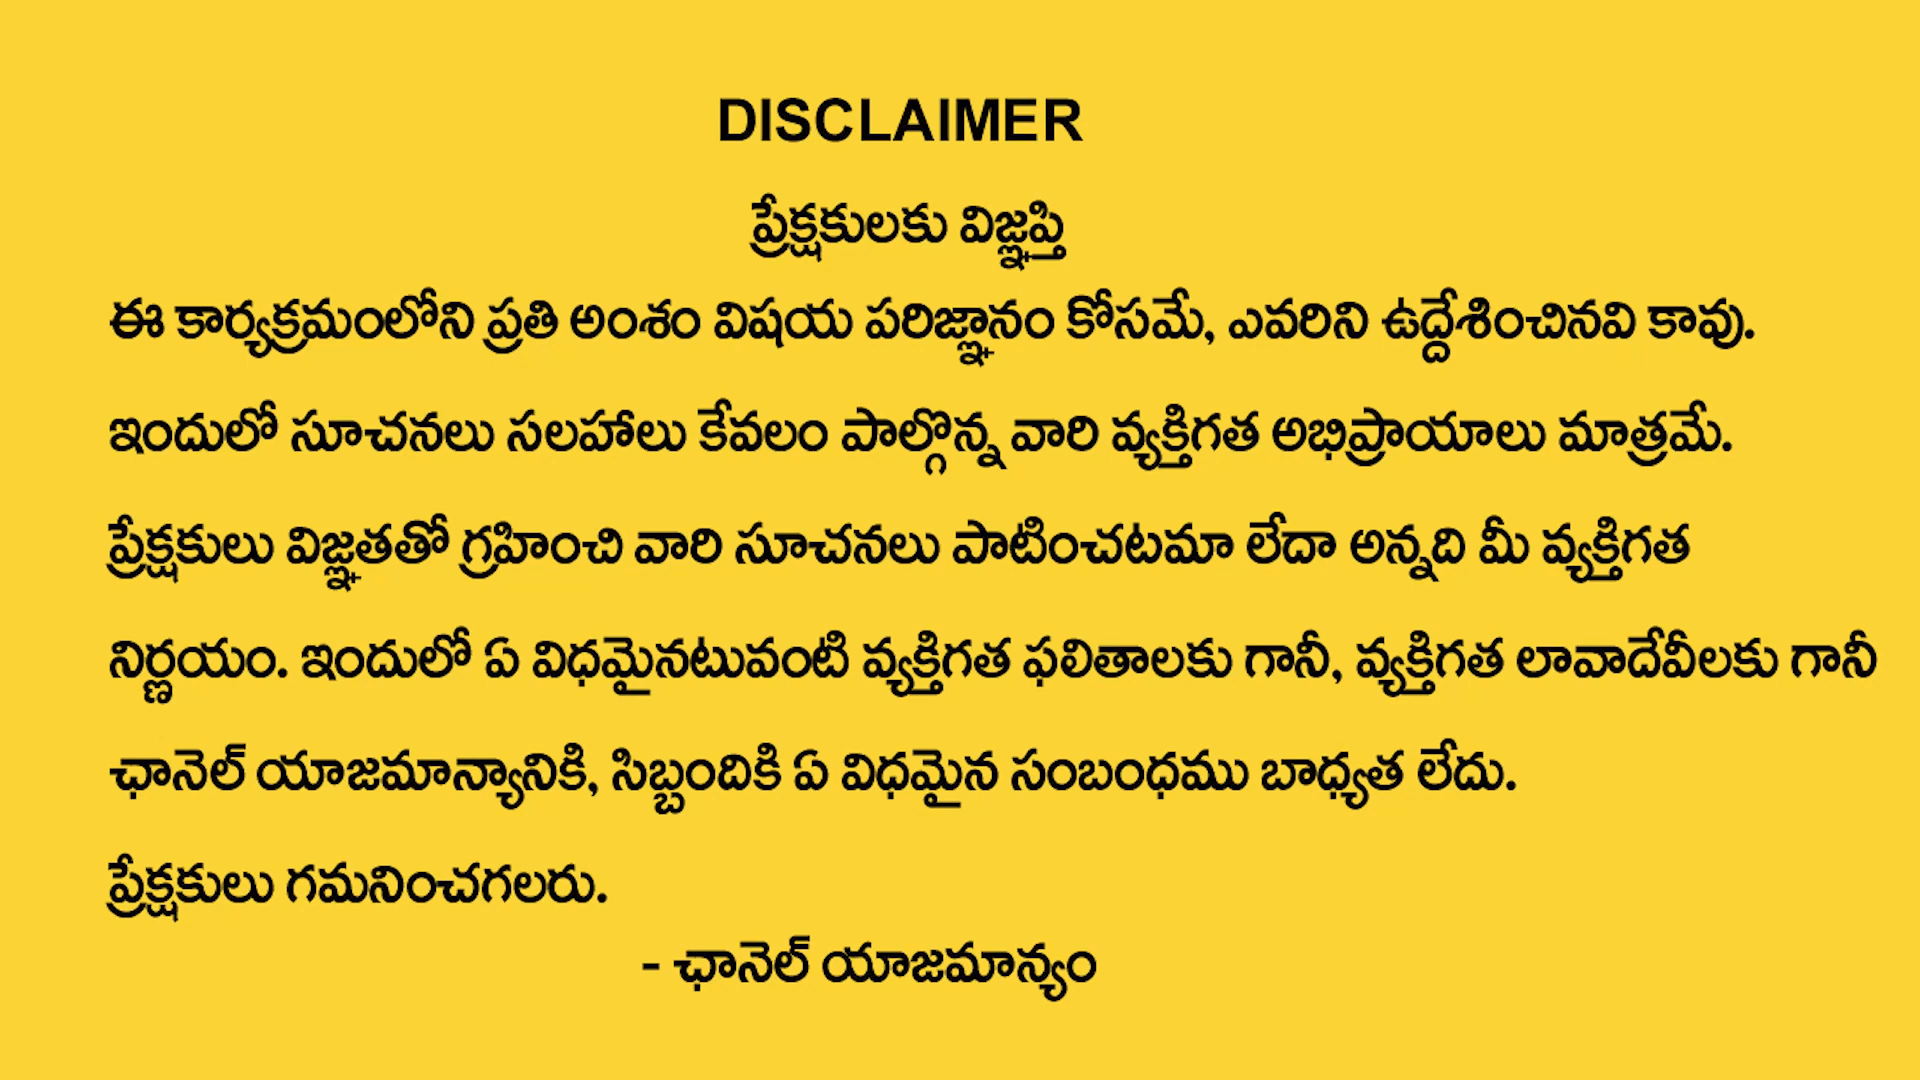 DISCLAIMER
ప్రేక్షకులకు విజ్ఞప్తి
ఈ కార్యక్రమంలోని ప్రతి అంశం విషయ పరిజ్ఞానం కోసమే, ఎవరిని ఉద్దేశించినవి కావు.
ఇందులో సూచనలు సలహాలు కేవలం పాల్గొన్న వారి వ్యక్తిగత అభిప్రాయాలు మాత్రమే.
ప్రేక్షకులు విజ్ఞతతో గ్రహించి వారి సూచనలు పాటించటమా లేదా అన్నది మీ వ్యక్తిగత
నిర్ణయం. ఇందులో ఏ విధమైనటువంటి వ్యక్తిగత ఫలితాలకు గానీ, వ్యక్తిగత లావాదేవీలకు గానీ
ఛానెల్ యాజమాన్యానికి, సిబ్బందికి ఏ విధమైన సంబంధము బాధ్యత లేదు.
ప్రేక్షకులు గమనించగలరు.
- ఛానెల్ యాజమాన్యం